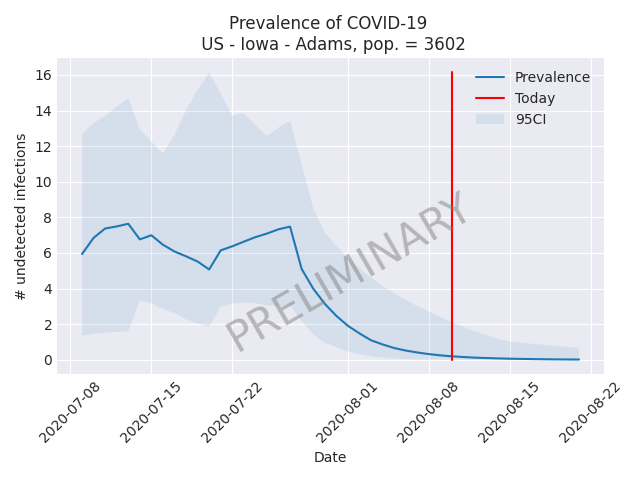 Prevalence of COVID-19
US - Iowa - Adams, pop. = 3602
16
14
12
10
8
6
4
2
0
# undetected infections
Prevalence
Today
95CI
PRELIMINARY
2020-07-08
2020-07-15
2020-07-22
2020-08-01
2020-08-08
2020-08-15
2020-08-22
Date